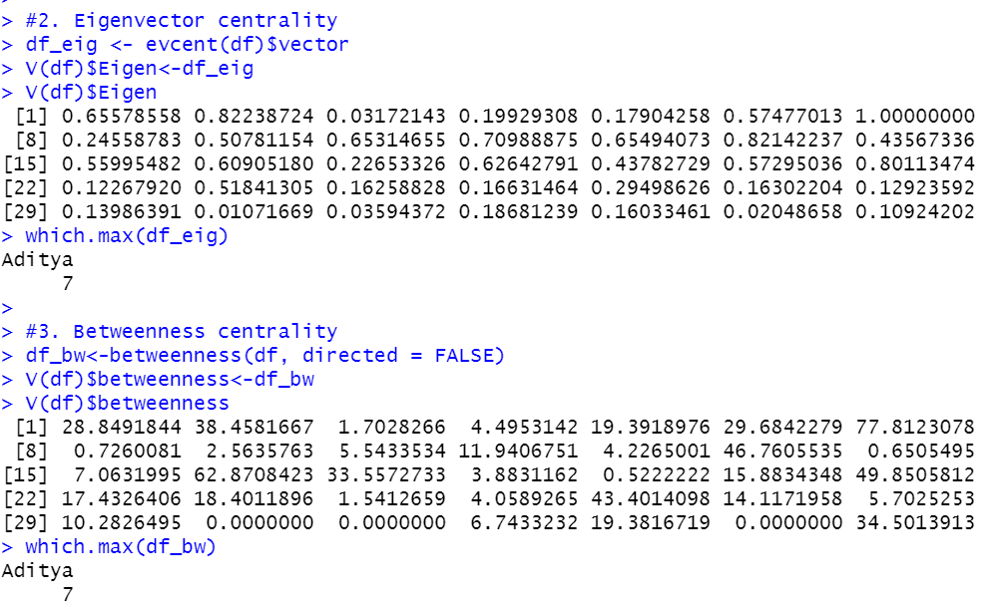 >
> #2. Eigenvector centrality
> df_eig <- evcent(df)$vector
> V(df)$Eigen<-df_eig
> V(df)$Eigen
 [1] 0.65578558 0.82238724 0.03172143 0.19929308 0.17904258 0.57477013 1.00000000
 [8] 0.24558783 0.50781154 0.65314655 0.70988875 0.65494073 0.82142237 0.43567336
[15] 0.55995482 0.60905180 0.22653326 0.62642791 0.43782729 0.57295036 0.80113474
[22] 0.12267920 0.51841305 0.16258828 0.16631464 0.29498626 0.16302204 0.12923592
[29] 0.13986391 0.01071669 0.03594372 0.18681239 0.16033461 0.02048658 0.10924202
> which.max(df_eig)
Aditya
     7
>
> #3. Betweenness centrality
> df_bw<-betweenness(df, directed = FALSE)
> V(df)$betweenness<-df_bw
> V(df)$betweenness
 [1] 28.8491844 38.4581667  1.7028266  4.4953142 19.3918976 29.6842279 77.8123078
 [8]  0.7260081  2.5635763  5.5433534 11.9406751  4.2265001 46.7605535  0.6505495
[15]  7.0631995 62.8708423 33.5572733  3.8831162  0.5222222 15.8834348 49.8505812
[22] 17.4326406 18.4011896  1.5412659  4.0589265 43.4014098 14.1171958  5.7025253
[29] 10.2826495  0.0000000  0.0000000  6.7433232 19.3816719  0.0000000 34.5013913
> which.max(df_bw)
Aditya
     7